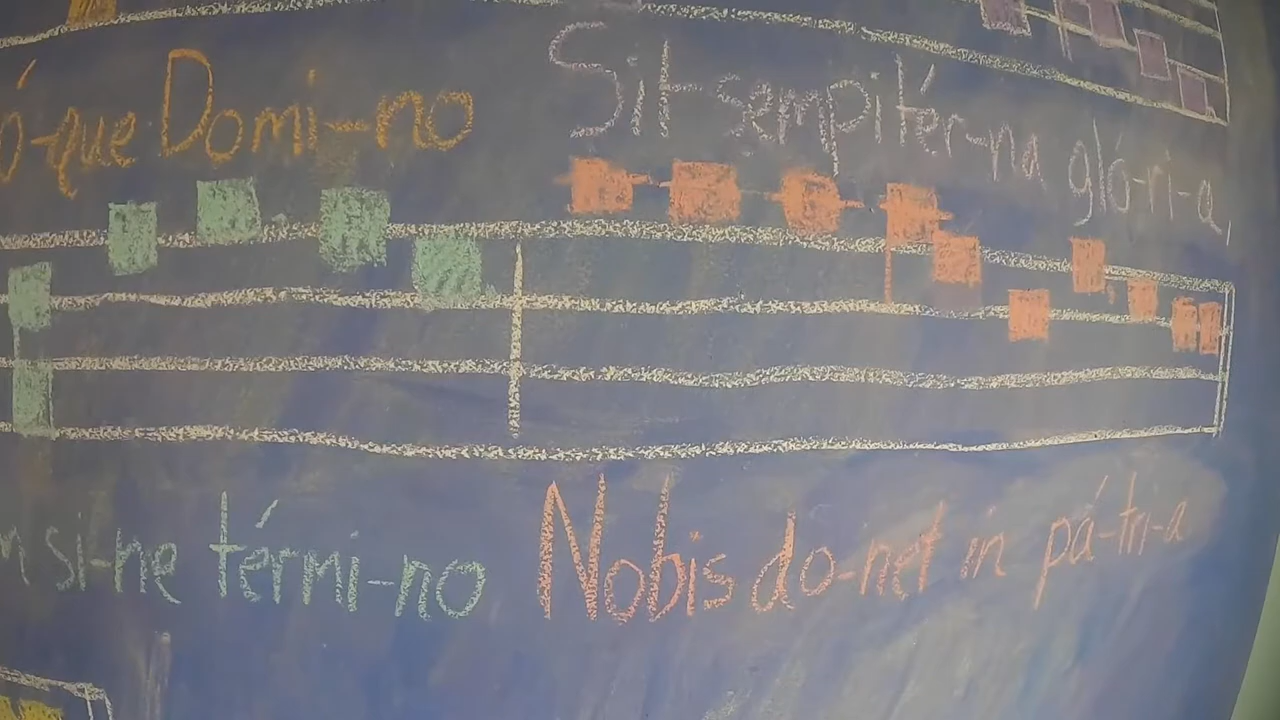 ó-que Domi-no Sit sempitér-na gló-ri-a
n si-ne térmi-no Nobis do-net in pá-tri-a